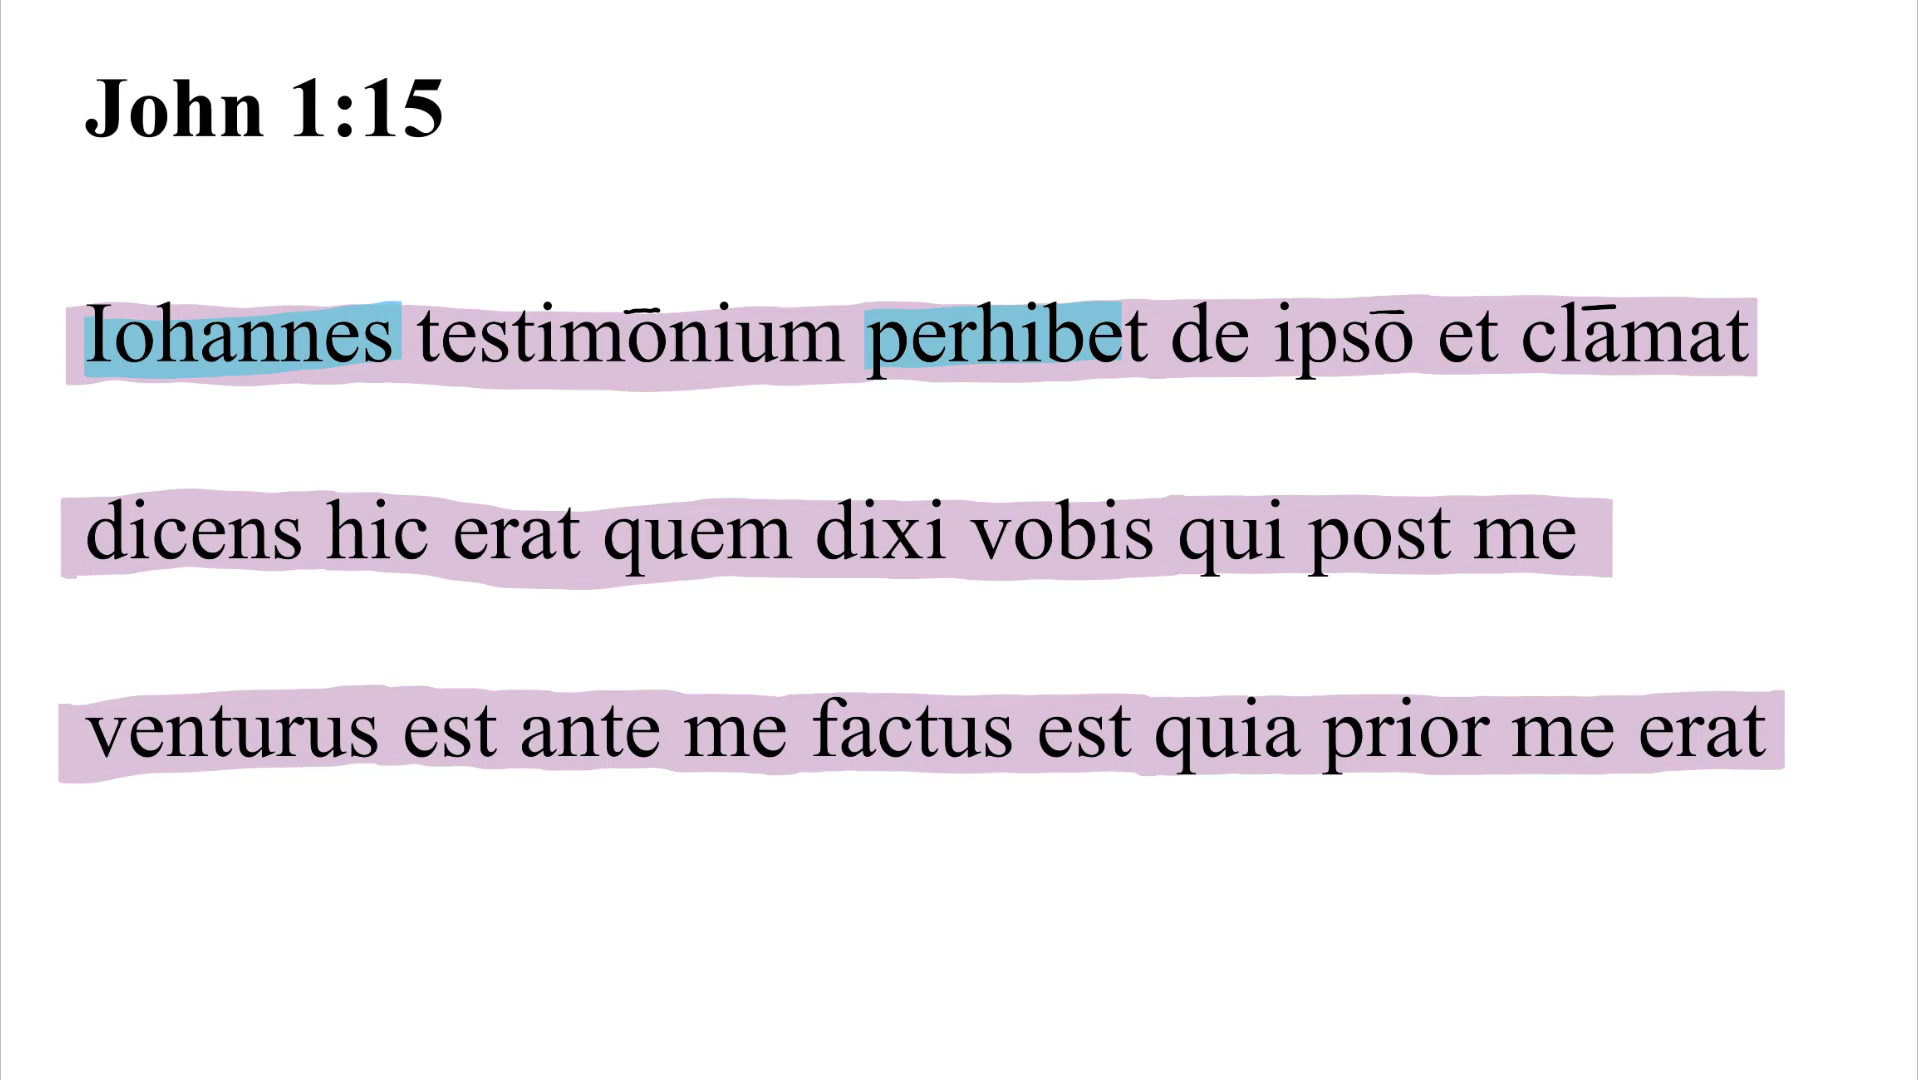 John 1:15
Iohannes testimōnium perhibet de ipsō et clāmat
dicens hic erat quem dixi vobis qui post me
venturus est ante me factus est quia prior me erat